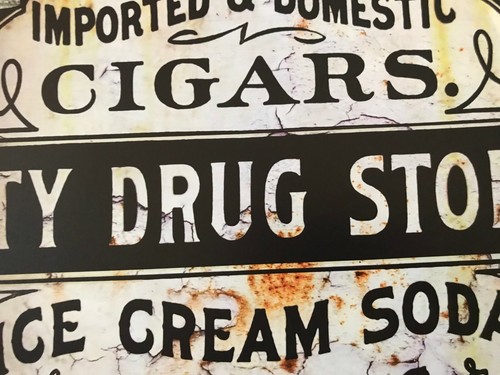 IMPORTED & DOMESTIC
CIGARS.
TY DRUG STO
ICE CREAM SODA